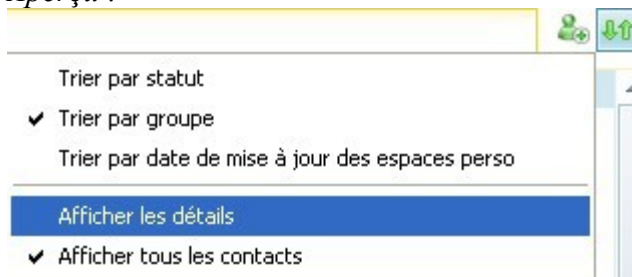 Aperçu :
Trier par statut
Trier par groupe
Trier par date de mise à jour des espaces perso
Afficher les détails
Afficher tous les contacts